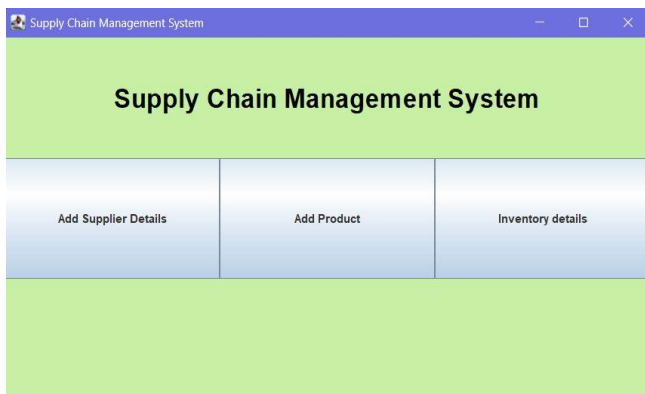 Supply Chain Management System
Supply Chain Management System
Add Supplier Details
Add Product
Inventory details